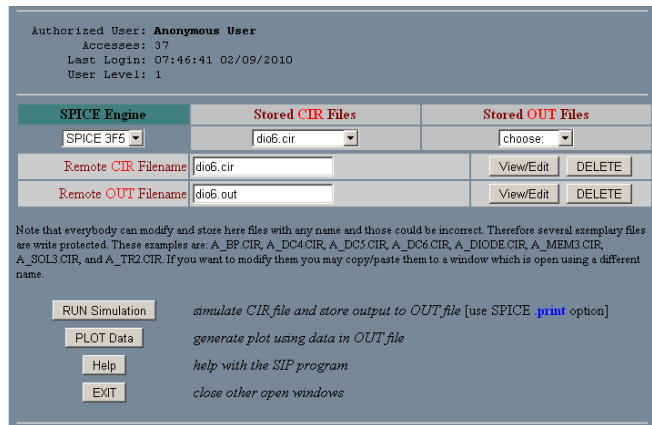 Authorized User: Anonymous User
Accesses: 37
Last Login: 07:46:41 02/09/2010
User Level: 1
SPICE Engine Stored CIR Files Stored OUT Files
SPICE 3F5 dio6.cir choose:
Remote CIR Filename dio6.cir View/Edit DELETE
Remote OUT Filename dio6.out View/Edit DELETE
Note that everybody can modify and store here files with any name and those could be incorrect. Therefore several exemplary files
are write protected. These examples are: A_BP.CIR, A_DC4.CIR, A_DC5.CIR, A_DC6.CIR, A_DIODE.CIR, A_MEM3.CIR,
A_SOL3.CIR, and A_TR2.CIR. If you want to modify them you may copy/paste them to a window which is open using a different
name.
RUN Simulation simulate CIR file and store output to OUT file [use SPICE .print option]
PLOT Data generate plot using data in OUT file
Help help with the SIP program
EXIT close other open windows